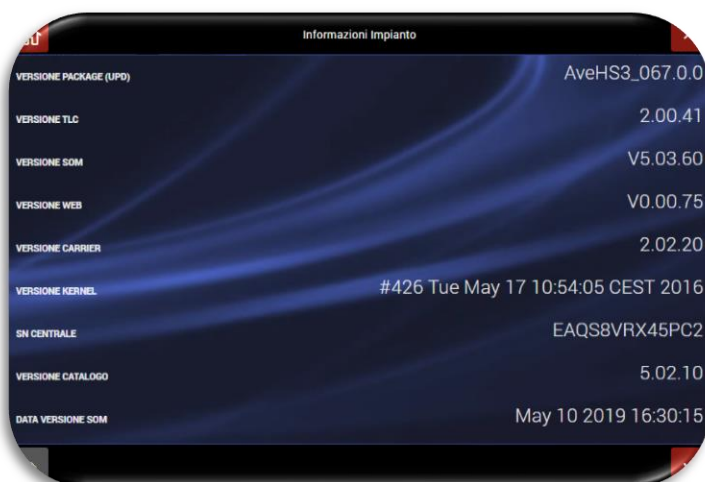 Informazioni Impianto
VERSIONE PACKAGE (UPD) AveHS3_067.0.0
VERSIONE TLC 2.00.41
VERSIONE SOM V5.03.60
VERSIONE WEB V0.00.75
VERSIONE CARRIER 2.02.20
VERSIONE KERNEL #426 Tue May 17 10:54:05 CEST 2016
SN CENTRALE EAQS8VRX45PC2
VERSIONE CATALOGO 5.02.10
DATA VERSIONE SOM May 10 2019 16:30:15